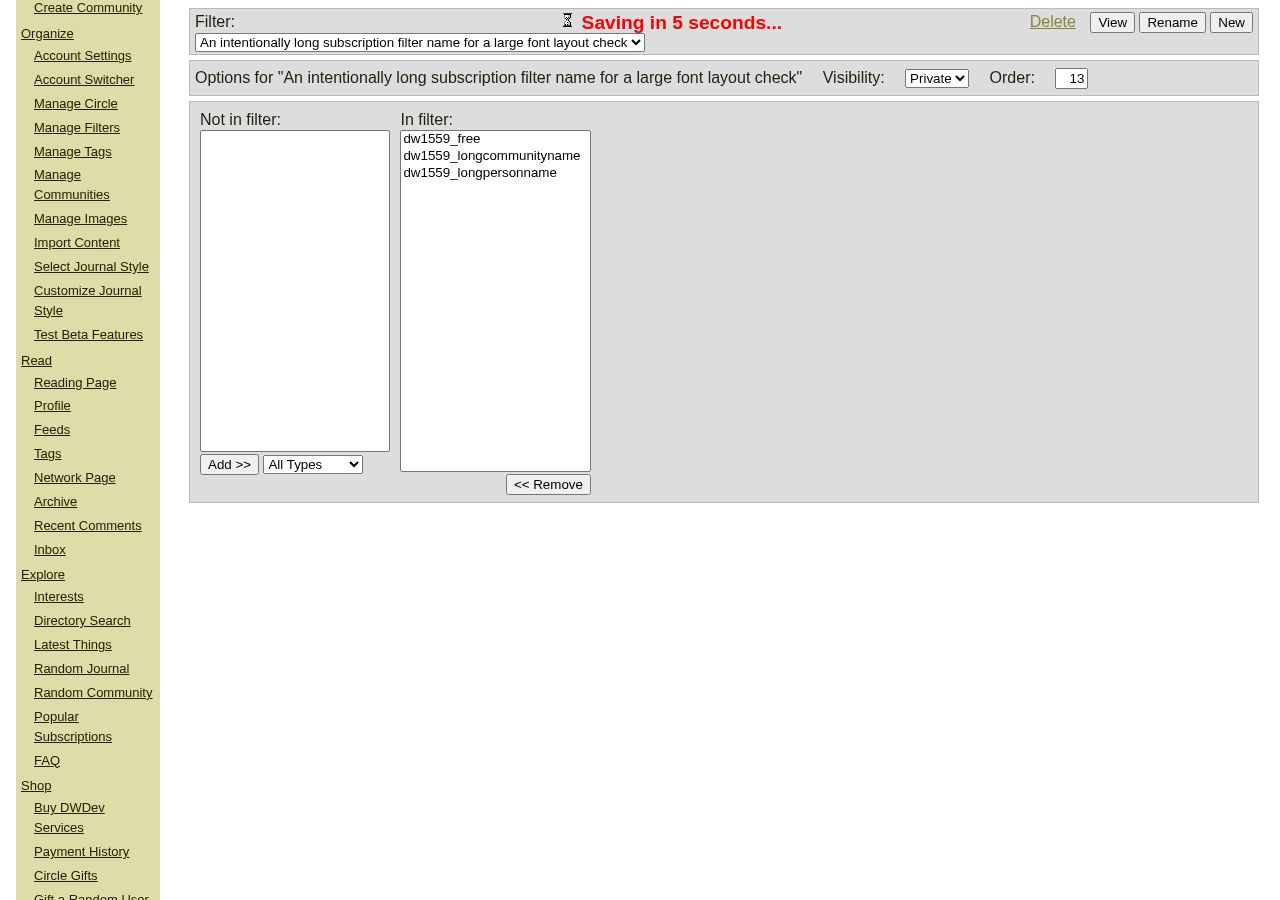 Create Community
Organize
Account Settings
Account Switcher
Manage Circle
Manage Filters
Manage Tags
Manage
Communities
Manage Images
Import Content
Select Journal Style
Customize Journal
Style
Test Beta Features
Read
Reading Page
Profile
Feeds
Tags
Network Page
Archive
Recent Comments
Inbox
Explore
Interests
Directory Search
Latest Things
Random Journal
Random Community
Popular
Subscriptions
FAQ
Shop
Buy DWDev
Services
Payment History
Circle Gifts
Gift a Random User
Filter: ⏳ Saving in 5 seconds... Delete View Rename New
An intentionally long subscription filter name for a large font layout check
Options for "An intentionally long subscription filter name for a large font layout check" Visibility: Private Order: 13
Not in filter: In filter:
dw1559_free
dw1559_longcommunityname
dw1559_longpersonname
Add >> All Types
<< Remove